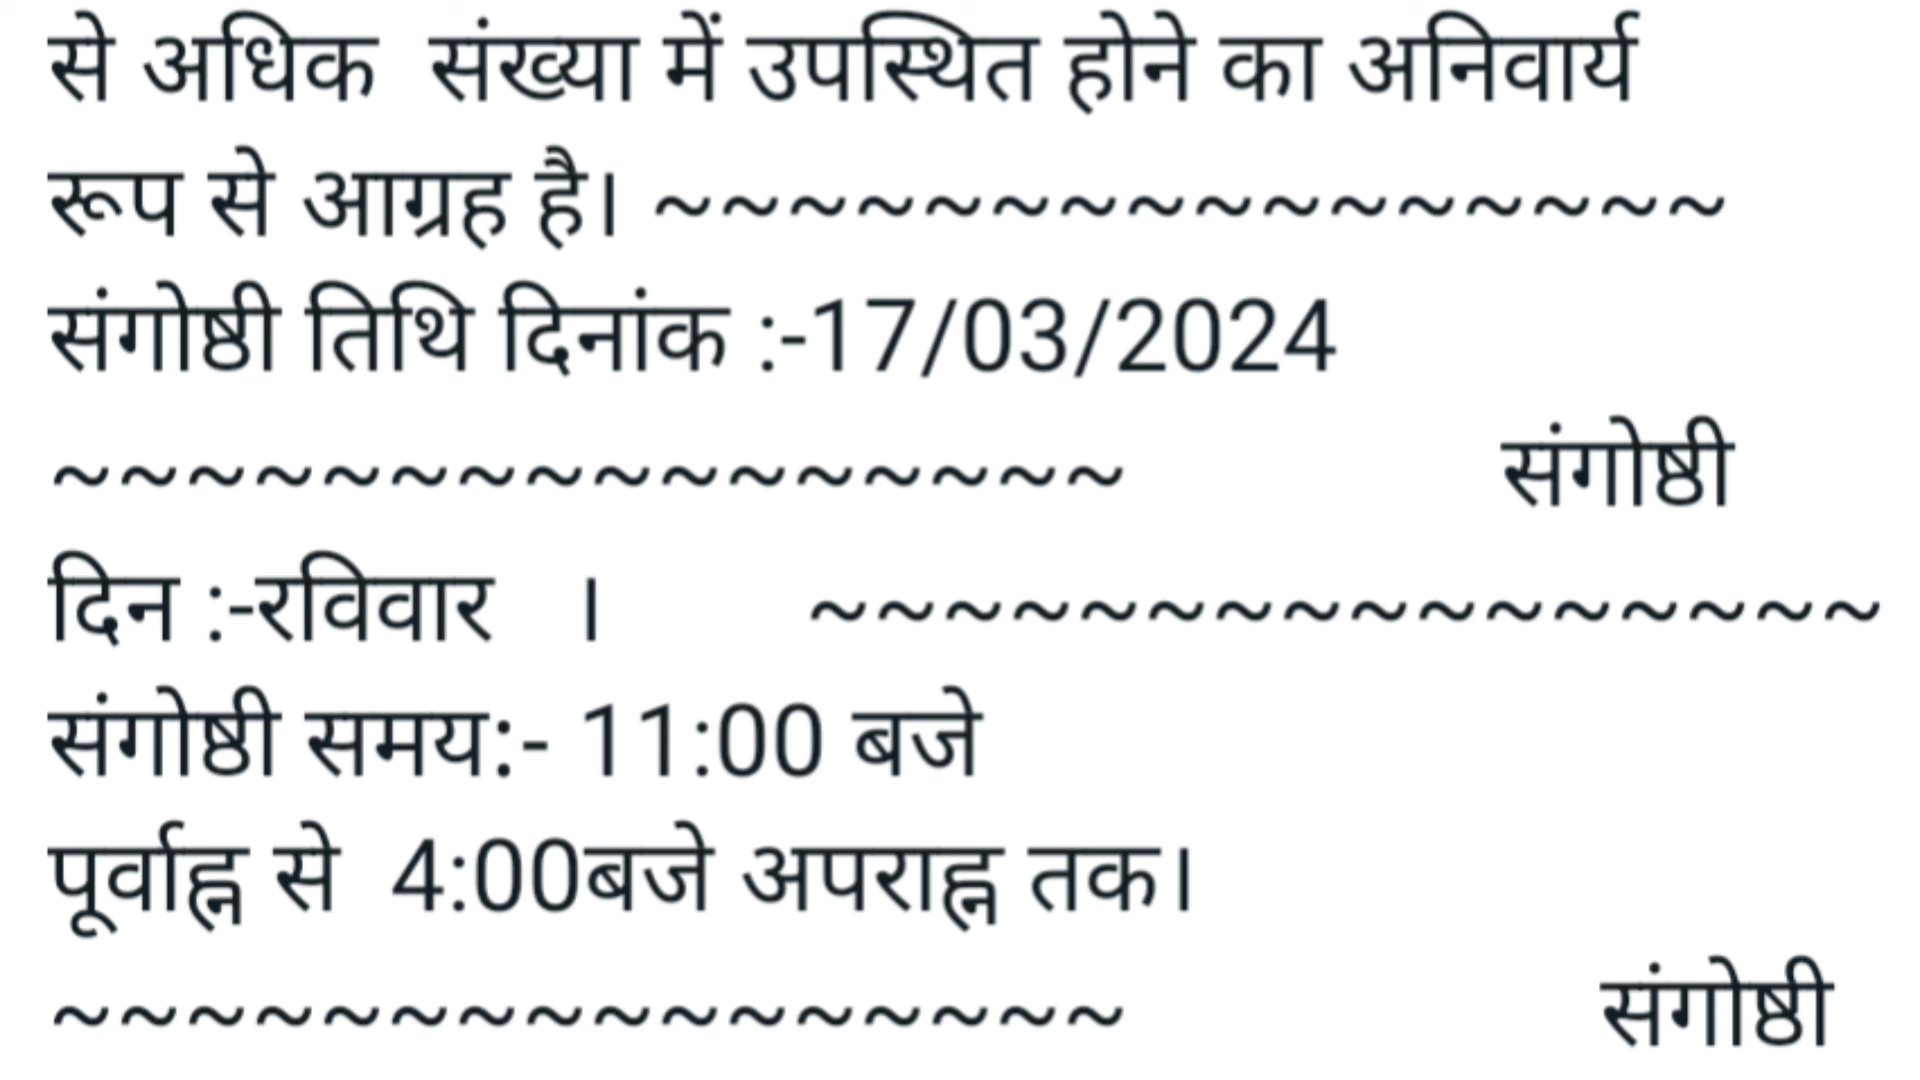 से अधिक संख्या में उपस्थित होने का अनिवार्य
रूप से आग्रह है। ~~~~~~~~~~~~~~~~
संगोष्ठी तिथि दिनांक :-17/03/2024
~~~~~~~~~~~~~~~~ संगोष्ठी
दिन :-रविवार । ~~~~~~~~~~~~~~~~
संगोष्ठी समय:- 11:00 बजे
पूर्वाह्न से 4:00बजे अपराह्न तक।
~~~~~~~~~~~~~~~~ संगोष्ठी